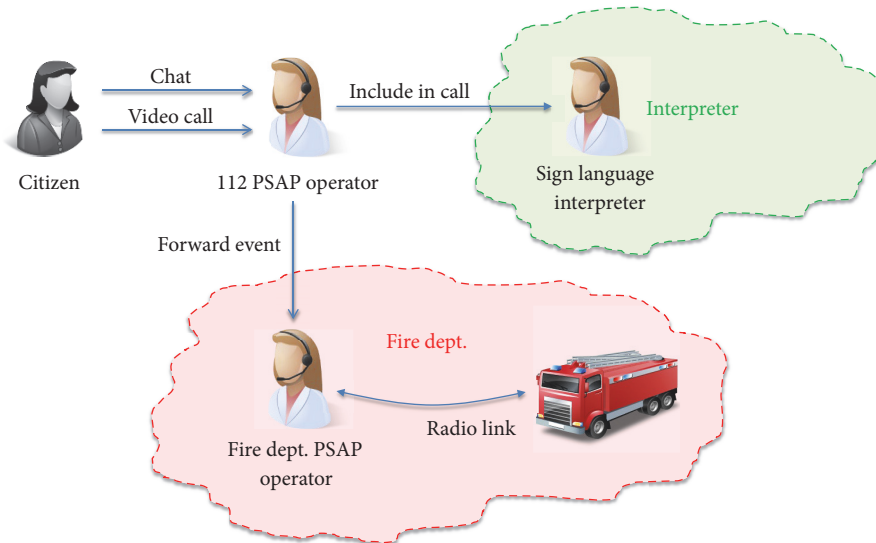 Chat
Video call
Include in call
Interpreter
Citizen
112 PSAP operator
Sign language
interpreter
Forward event
Fire dept.
Radio link
Fire dept. PSAP
operator